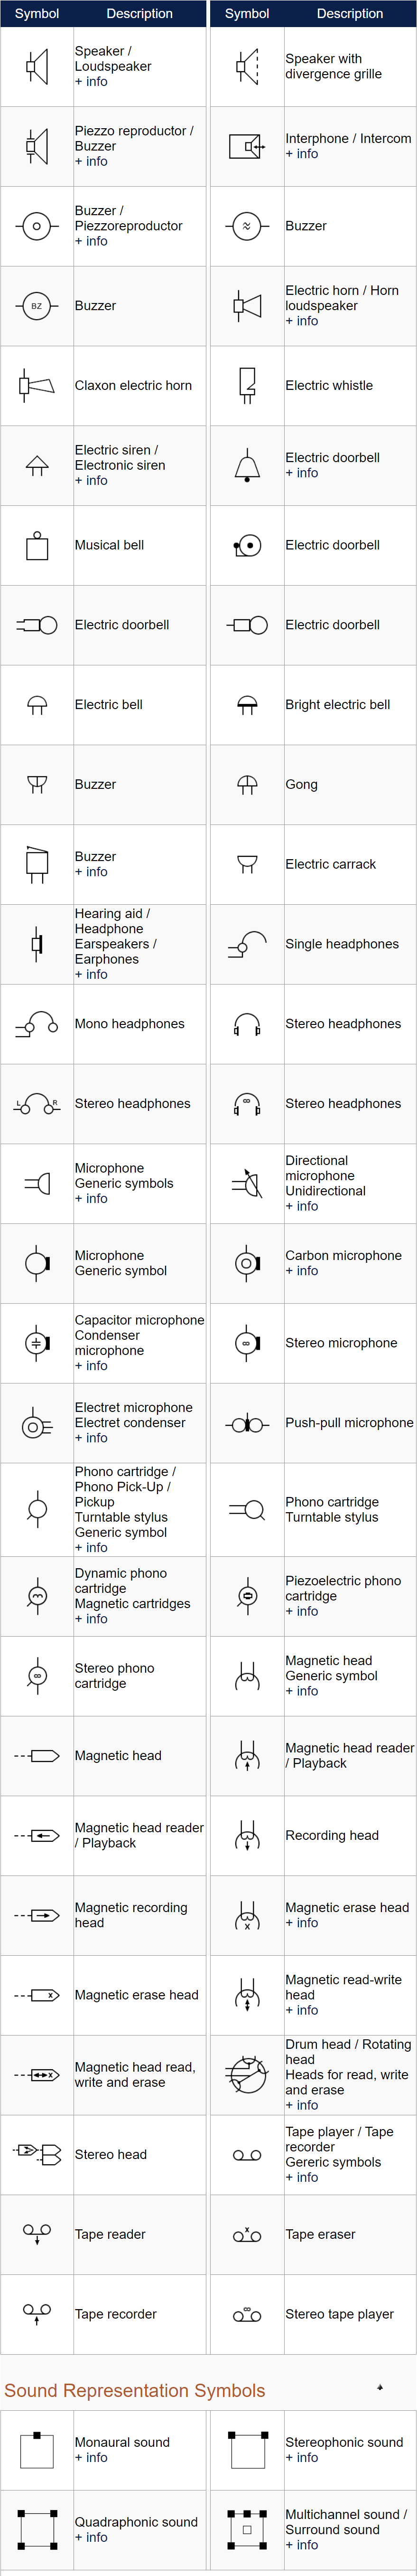 Symbol Description Symbol Description
Speaker /
Loudspeaker
+ info
Speaker with
divergence grille
Piezzo reproductor /
Buzzer
+ info
Interphone / Intercom
+ info
Buzzer /
Piezzoreproductor
+ info
Buzzer
BZ
Buzzer
Electric horn / Horn
loudspeaker
+ info
Claxon electric horn
Electric whistle
Electric siren /
Electronic siren
+ info
Electric doorbell
+ info
Musical bell
Electric doorbell
Electric doorbell
Electric doorbell
Electric bell
Bright electric bell
Buzzer
Gong
Buzzer
+ info
Electric carrack
Hearing aid /
Headphone
Earspeakers /
Earphones
+ info
Single headphones
Mono headphones
Stereo headphones
L R
Stereo headphones
∞
Stereo headphones
Microphone
Generic symbols
+ info
Directional
microphone
Unidirectional
+ info
Microphone
Generic symbol
Carbon microphone
+ info
Capacitor microphone
Condenser
microphone
+ info
∞
Stereo microphone
Electret microphone
Electret condenser
+ info
Push-pull microphone
Phono cartridge /
Phono Pick-Up /
Pickup
Turntable stylus
Generic symbol
+ info
Phono cartridge
Turntable stylus
Dynamic phono
cartridge
Magnetic cartridges
+ info
Piezoelectric phono
cartridge
+ info
∞
Stereo phono
cartridge
Magnetic head
Generic symbol
+ info
Magnetic head
Magnetic head reader
/ Playback
Magnetic head reader
/ Playback
Recording head
Magnetic recording
head
x
Magnetic erase head
+ info
x
Magnetic erase head
Magnetic read-write
head
+ info
x
Magnetic head read,
write and erase
Drum head / Rotating
head
Heads for read, write
and erase
+ info
Stereo head
Tape player / Tape
recorder
Gereric symbols
+ info
Tape reader
x
Tape eraser
Tape recorder
∞
Stereo tape player
Sound Representation Symbols
Monaural sound
+ info
Stereophonic sound
+ info
Quadraphonic sound
+ info
Multichannel sound /
Surround sound
+ info